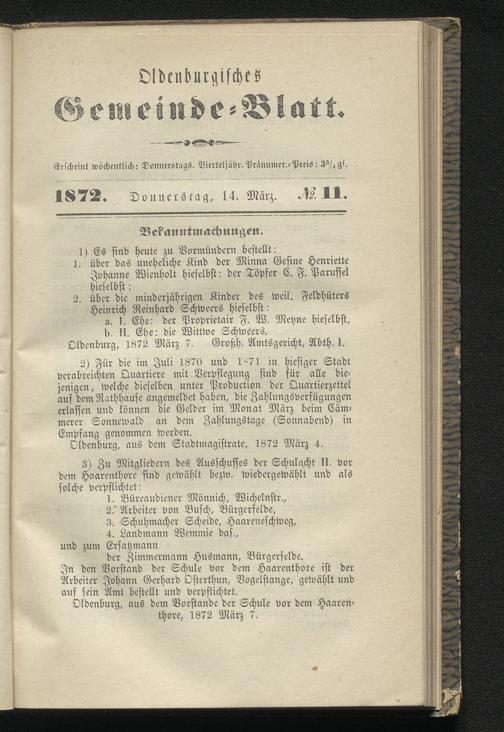 Oldenburgisches
Gemeinde-Blatt.
Erscheint wöchentlich: Donnerstags. Vierteljähr. Pränumer.-Preis: 3¾ gr.
1872. Donnerstag, 14. März. № 11.
Bekanntmachungen.
1) Es sind heute zu Vormündern bestellt:
1. über das uneheliche Kind der Minna Gesine Henriette
Johanne Wienholt hieselbst: der Töpfer C. F. Parussel
hieselbst;
2. über die minderjährigen Kinder des weil. Feldhüters
Heinrich Reinhard Schweers hieselbst:
a. I. Ehe: der Proprietair F. W. Meyne hieselbst,
b. II. Ehe: die Wittwe Schweers.
Oldenburg, 1872 März 7. Großh. Amtsgericht, Abth. I.
2) Für die im Juli 1870 und 1871 in hiesiger Stadt
verabreichten Quartiere mit Verpflegung sind für alle die-
jenigen, welche dieselben unter Production der Quartierzettel
auf dem Rathhause angemeldet haben, die Zahlungsverfügungen
erlassen und können die Gelder im Monat März beim Cäm-
merer Sonnewald an dem Zahlungstage (Sonnabend) in
Empfang genommen werden.
Oldenburg, aus dem Stadtmagistrate, 1872 März 4.
3) Zu Mitgliedern des Ausschusses der Schulacht II. vor
dem Haarenthore sind gewählt bezw. wiedergewählt und als
solche verpflichtet:
1. Büreaudiener Mönnich, Wichelnstr.,
2. Arbeiter von Busch, Bürgerfelde,
3. Schuhmacher Scheide, Haareneschweg,
4. Landmann Wemmie das.,
und zum Ersatzmann
der Zimmermann Husmann, Bürgerfelde.
In den Vorstand der Schule vor dem Haarenthore ist der
Arbeiter Johann Gerhard Osterthun, Vogelstange, gewählt und
auf sein Amt bestellt und verpflichtet.
Oldenburg, aus dem Vorstande der Schule vor dem Haaren-
thore, 1872 März 7.